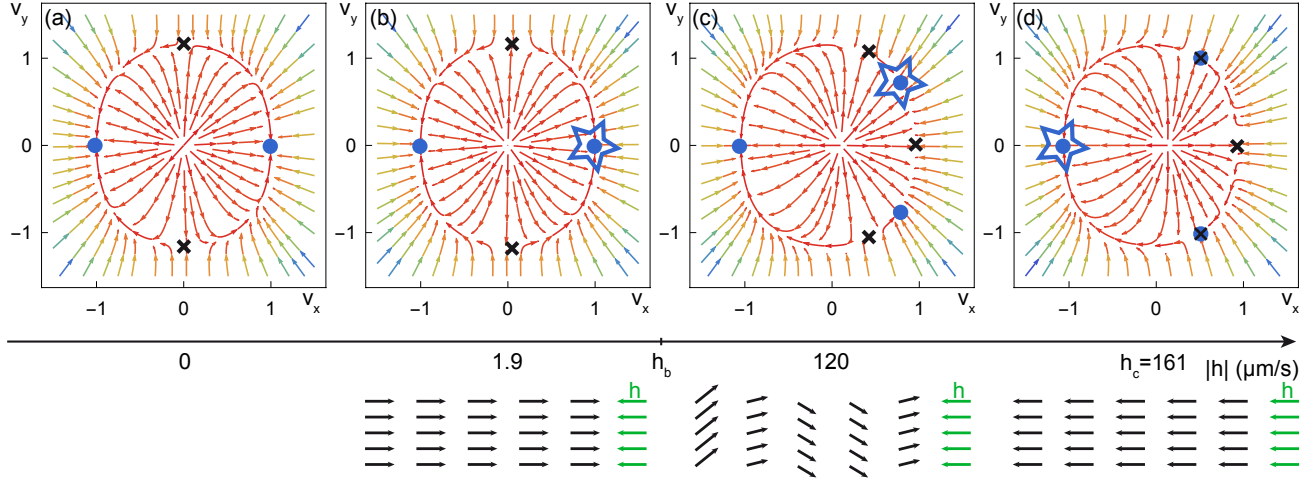 v_y (a) (b) v_y (c) (d)
1 1 1 1
0 0 0 0
−1 −1 −1 −1
v_x v_x v_x v_x
−1 0 1 −1 0 1 −1 0 1 −1 0 1
0 1.9 h_b 120 h_c=161 |h| (μm/s)
h h h